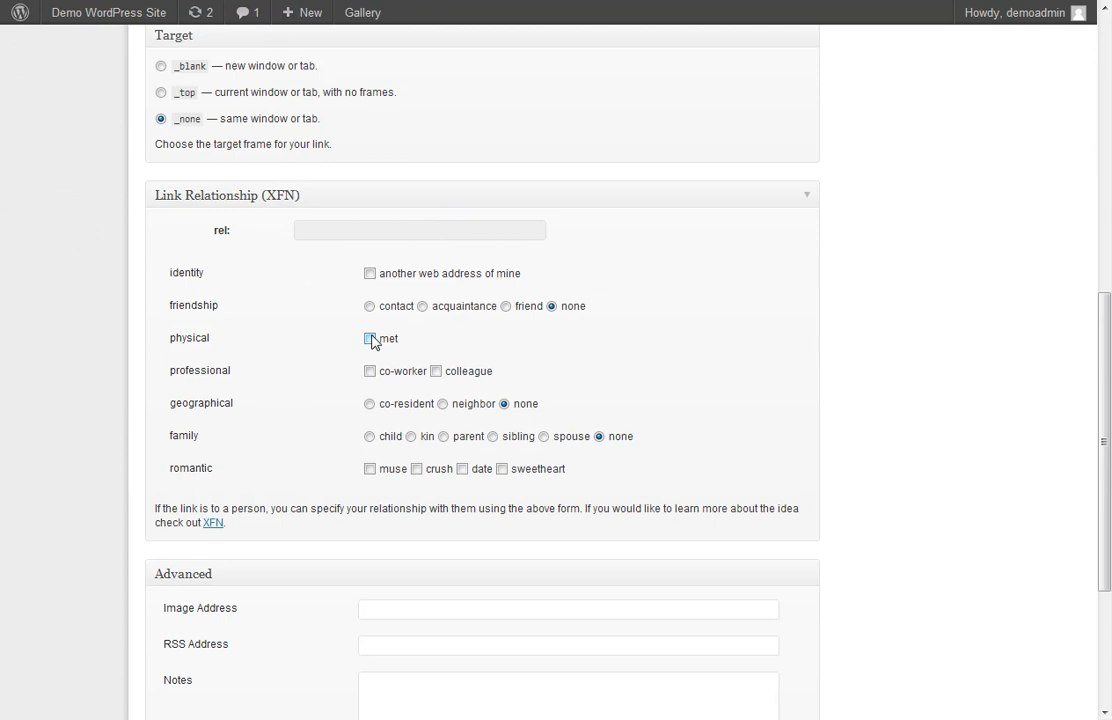 Demo WordPress Site 2 1 New Gallery Howdy, demoadmin
Target
_blank — new window or tab.
_top — current window or tab, with no frames.
_none — same window or tab.
Choose the target frame for your link.
Link Relationship (XFN)
rel:
identity another web address of mine
friendship contact acquaintance friend none
physical met
professional co-worker colleague
geographical co-resident neighbor none
family child kin parent sibling spouse none
romantic muse crush date sweetheart
If the link is to a person, you can specify your relationship with them using the above form. If you would like to learn more about the idea
check out XFN.
Advanced
Image Address
RSS Address
Notes